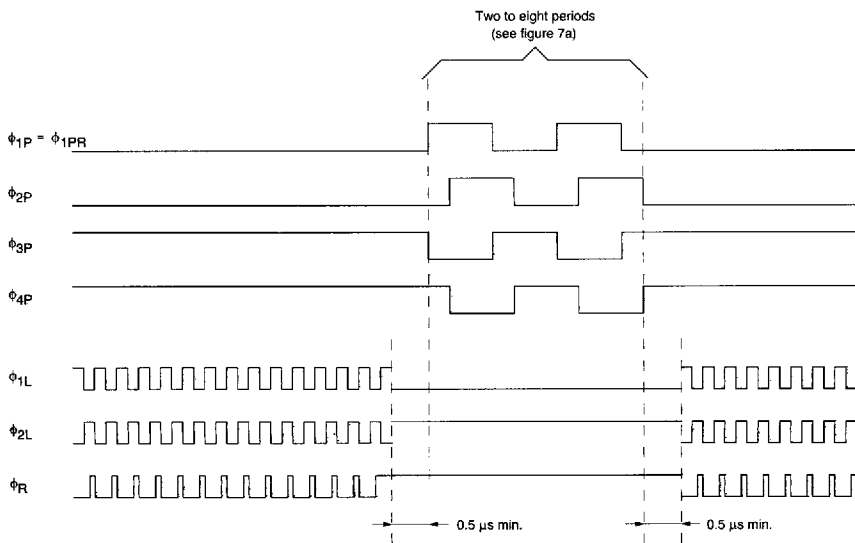 Two to eight periods
(see figure 7a)
ϕ1P = ϕ1PR
ϕ2P
ϕ3P
ϕ4P
ϕ1L
ϕ2L
ϕR
0.5 µs min.
0.5 µs min.